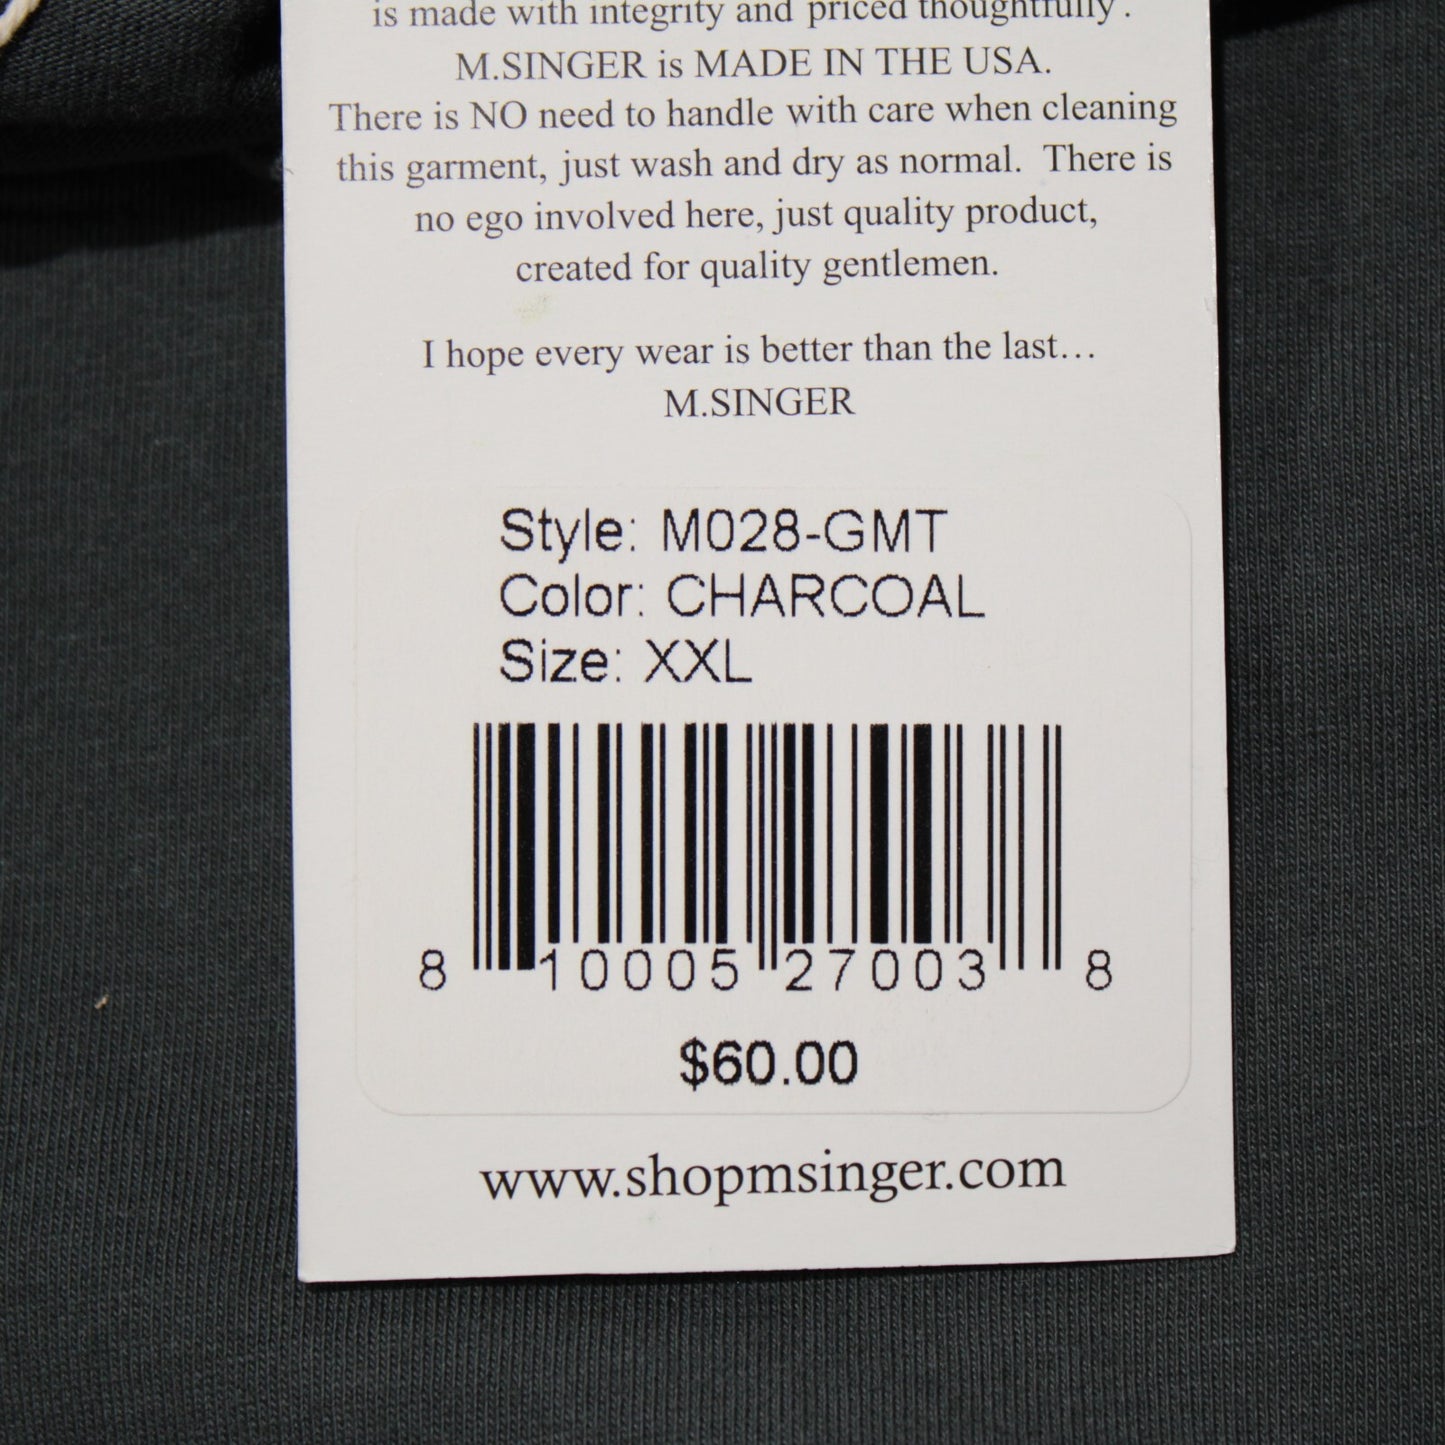 is made with integrity and priced thoughtfully .
M.SINGER is MADE IN THE USA.
There is NO need to handle with care when cleaning
this garment, just wash and dry as normal.  There is
no ego involved here, just quality product,
created for quality gentlemen.
I hope every wear is better than the last…
M.SINGER
Style: M028-GMT
Color: CHARCOAL
Size: XXL
8 10005 27003 8
$60.00
www.shopmsinger.com